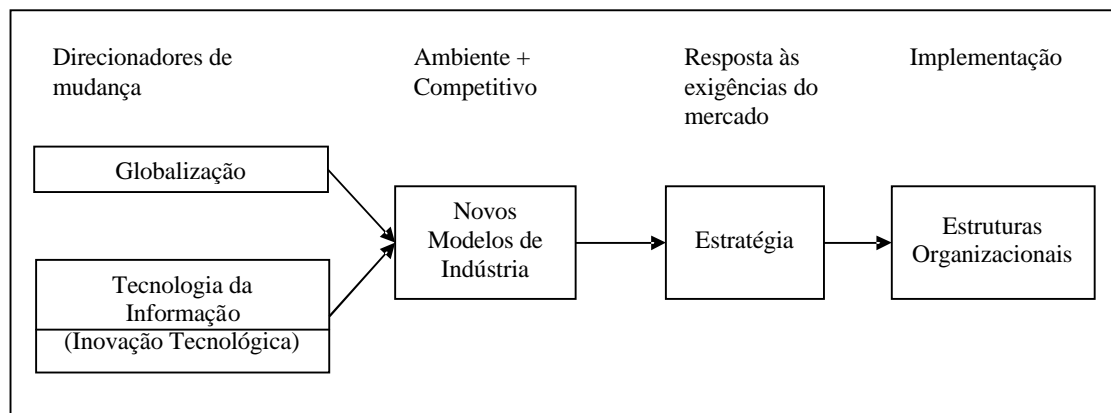 Direcionadores de
mudança
Ambiente +
Competitivo
Resposta às
exigências do
mercado
Implementação
Globalização
Tecnologia da
Informação
(Inovação Tecnológica)
Novos
Modelos de
Indústria
Estratégia
Estruturas
Organizacionais